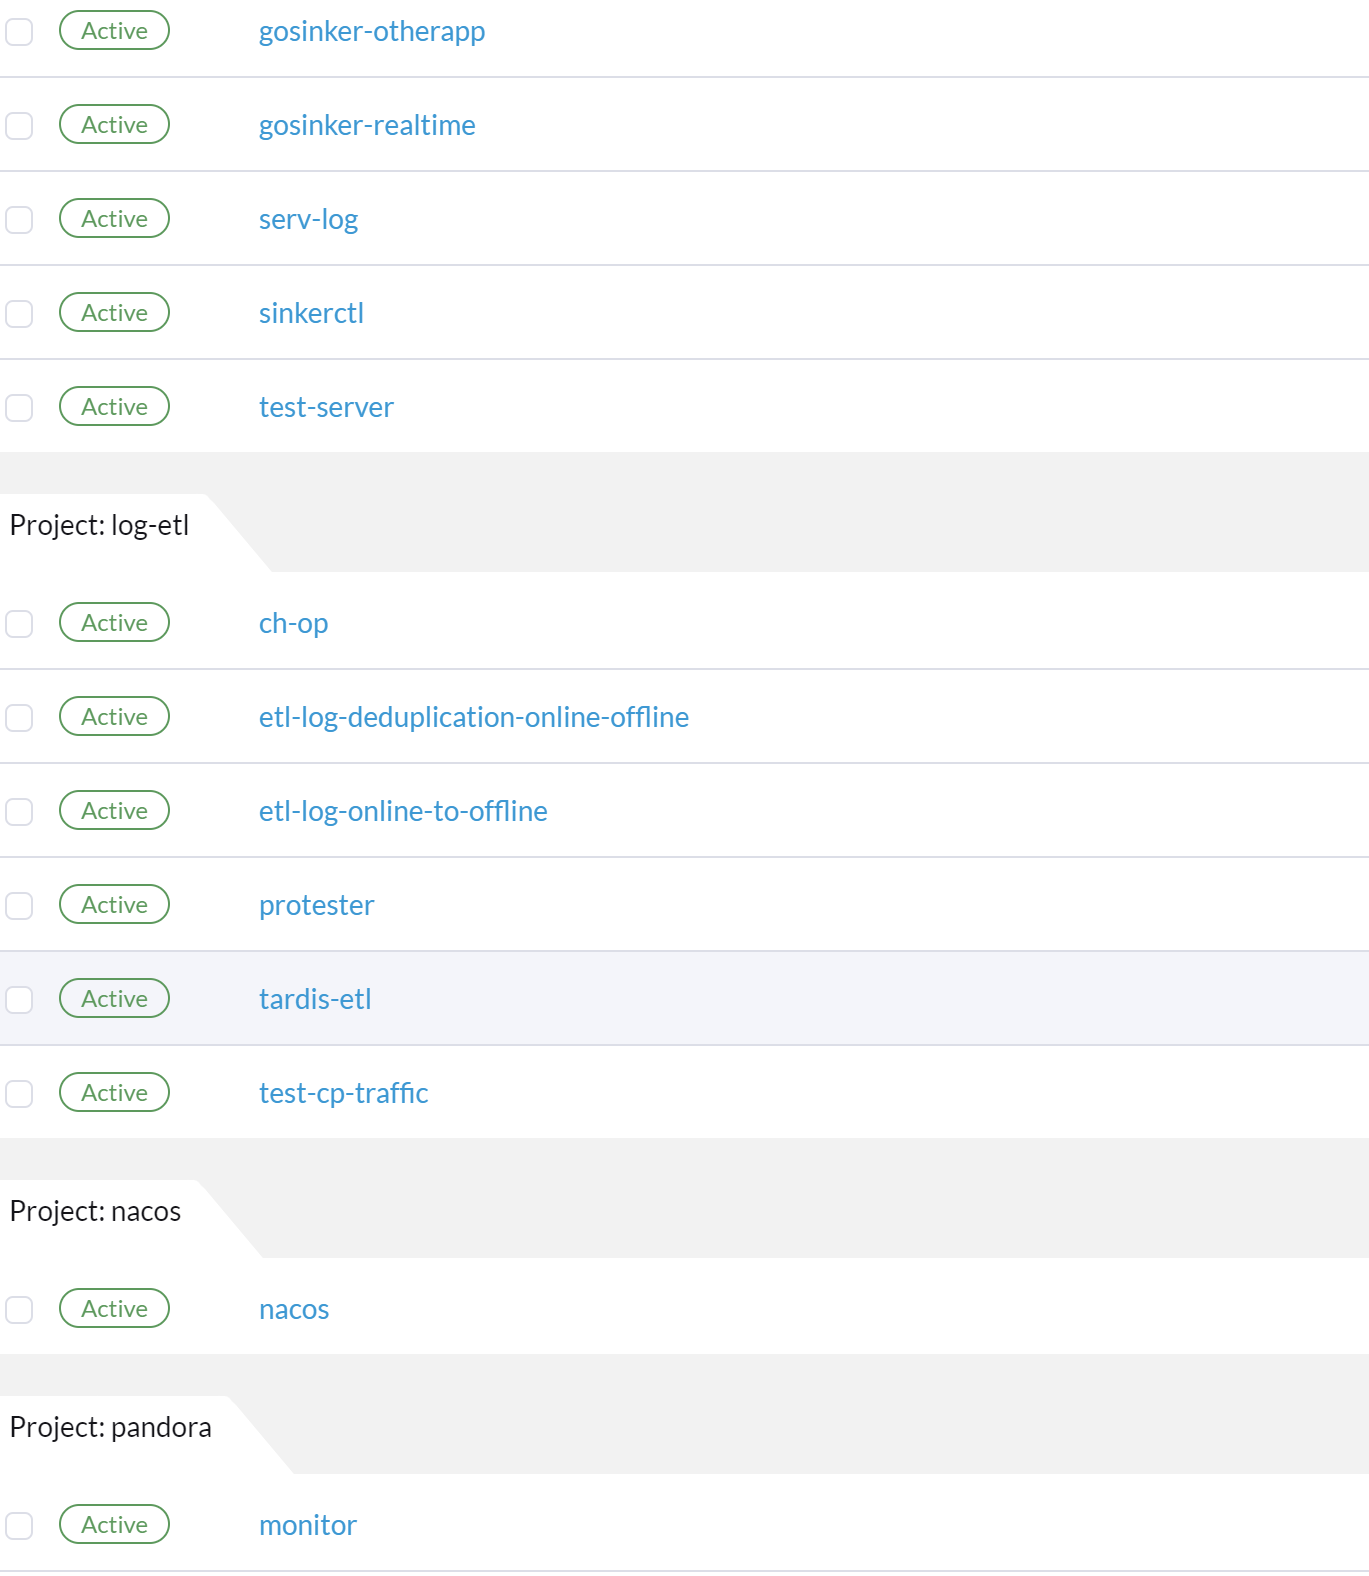 Active gosinker-otherapp
Active gosinker-realtime
Active serv-log
Active sinkerctl
Active test-server
Project: log-etl
Active ch-op
Active etl-log-deduplication-online-offline
Active etl-log-online-to-offline
Active protester
Active tardis-etl
Active test-cp-traffic
Project: nacos
Active nacos
Project: pandora
Active monitor